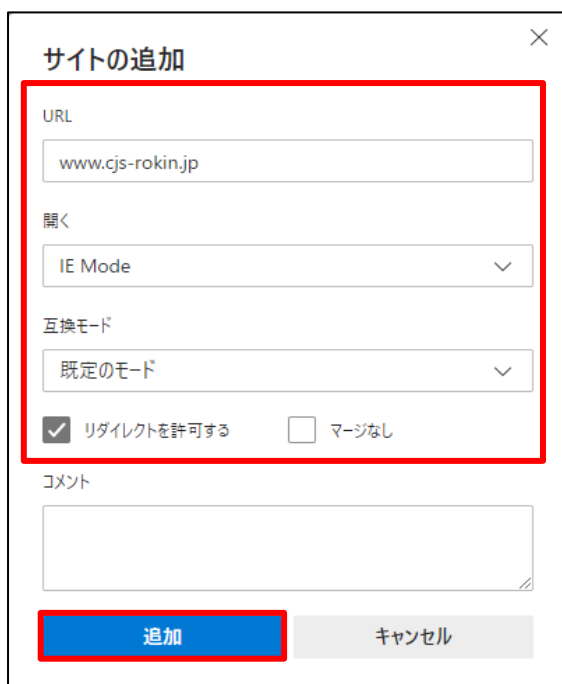 サイトの追加
URL
www.cjs-rokin.jp
開く
IE Mode
互換モード
既定のモード
リダイレクトを許可する マージなし
コメント
追加 キャンセル